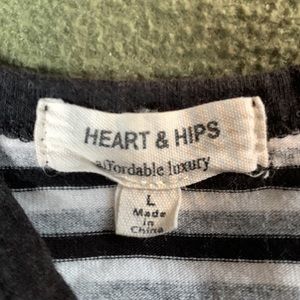 HEART & HIPS
affordable luxury
L
Made
in
China